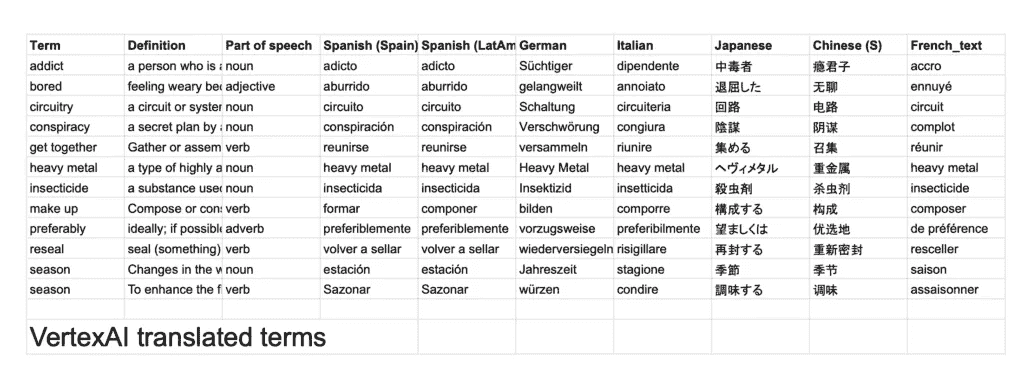 Term Definition Part of speech Spanish (Spain) Spanish (LatAm German Italian Japanese Chinese (S) French_text
addict a person who is a noun adicto adicto Süchtiger dipendente 中毒者 瘾君子 accro
bored feeling weary bec adjective aburrido aburrido gelangweilt annoiato 退屈した 无聊 ennuyé
circuitry a circuit or syster noun circuito circuito Schaltung circuiteria 回路 电路 circuit
conspiracy a secret plan by a noun conspiración conspiración Verschwörung congiura 陰謀 阴谋 complot
get together Gather or assem verb reunirse reunirse versammeln riunire 集める 召集 réunir
heavy metal a type of highly a noun heavy metal heavy metal Heavy Metal heavy metal ヘヴィメタル 重金属 heavy metal
insecticide a substance used noun insecticida insecticida Insektizid insetticida 殺虫剤 杀虫剂 insecticide
make up Compose or cons verb formar componer bilden comporre 構成する 构成 composer
preferably ideally; if possible adverb preferiblemente preferiblemente vorzugsweise preferibilmente 望ましくは 优选地 de préférence
reseal seal (something) verb volver a sellar volver a sellar wiederversiegeln risigillare 再封する 重新密封 resceller
season Changes in the w noun estación estación Jahreszeit stagione 季節 季节 saison
season To enhance the f verb Sazonar Sazonar würzen condire 調味する 调味 assaisonner
VertexAI translated terms